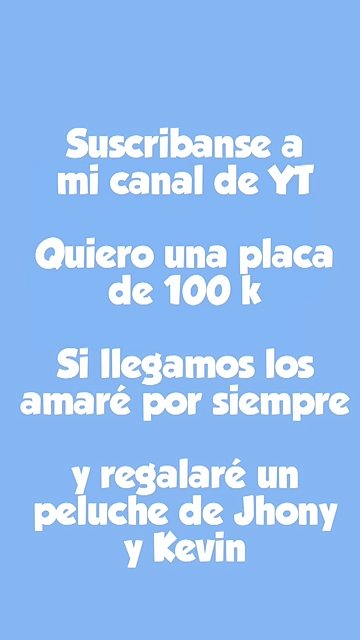 Suscribanse a
mi canal de YT
Quiero una placa
de 100 k
Si llegamos los
amaré por siempre
y regalaré un
peluche de Jhony
y Kevin